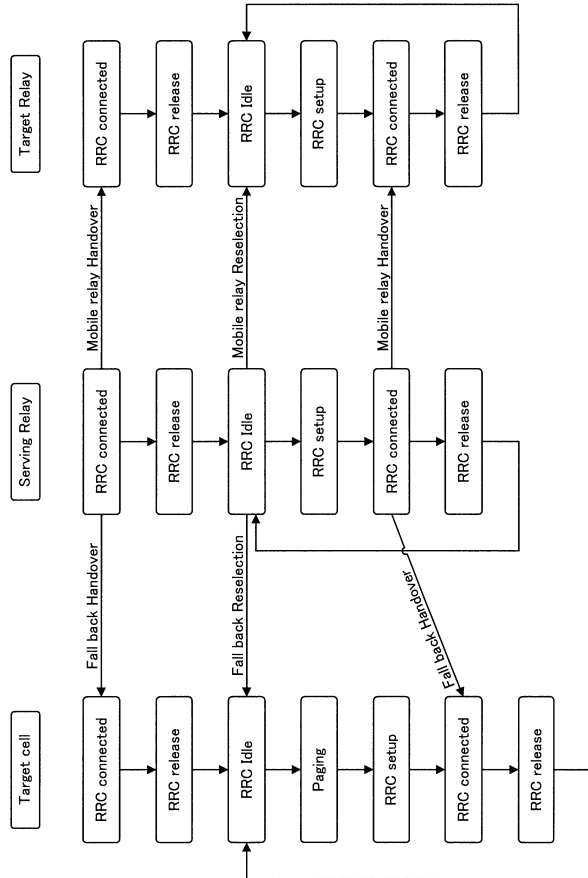 Target Relay
RRC connected
RRC release
RRC Idle
RRC setup
RRC connected
RRC release
Mobile relay Handover
Mobile relay Reselection
Mobile relay Handover
Serving Relay
RRC connected
RRC release
RRC Idle
RRC setup
RRC connected
RRC release
Fall back Handover
Fall back Reselection
Fall back Handover
Target cell
RRC connected
RRC release
RRC Idle
Paging
RRC setup
RRC connected
RRC release